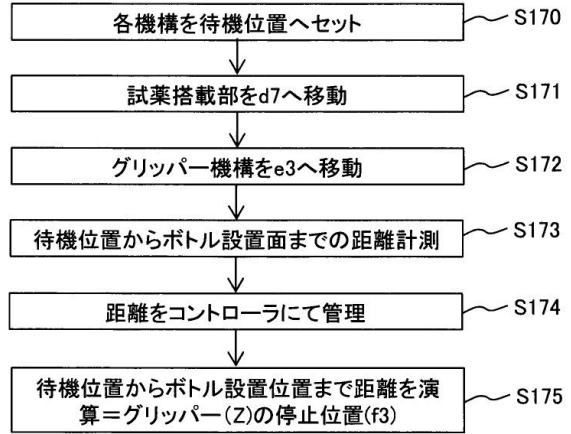 各機構を待機位置へセット
S170
試薬搭載部をd7へ移動
S171
グリッパー機構をe3へ移動
S172
待機位置からボトル設置面までの距離計測
S173
距離をコントローラにて管理
S174
待機位置からボトル設置位置まで距離を演
算=グリッパー(Z)の停止位置(f3)
S175